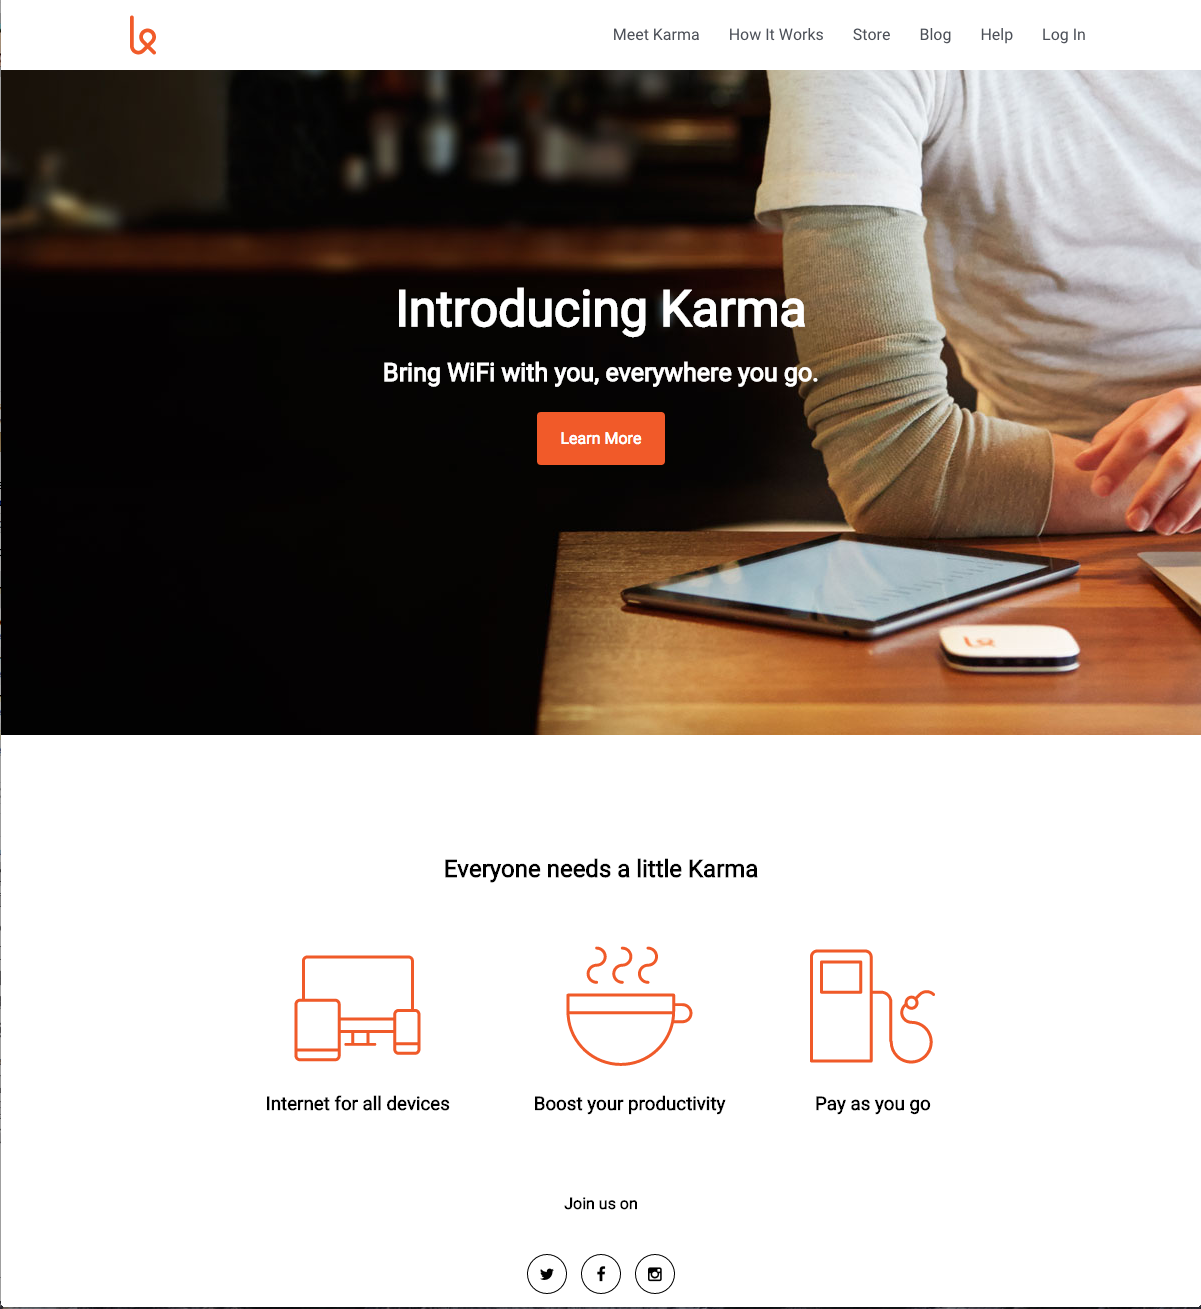 Meet Karma How It Works Store Blog Help Log In
Introducing Karma
Bring WiFi with you, everywhere you go.
Learn More
Everyone needs a little Karma
Internet for all devices Boost your productivity Pay as you go
Join us on